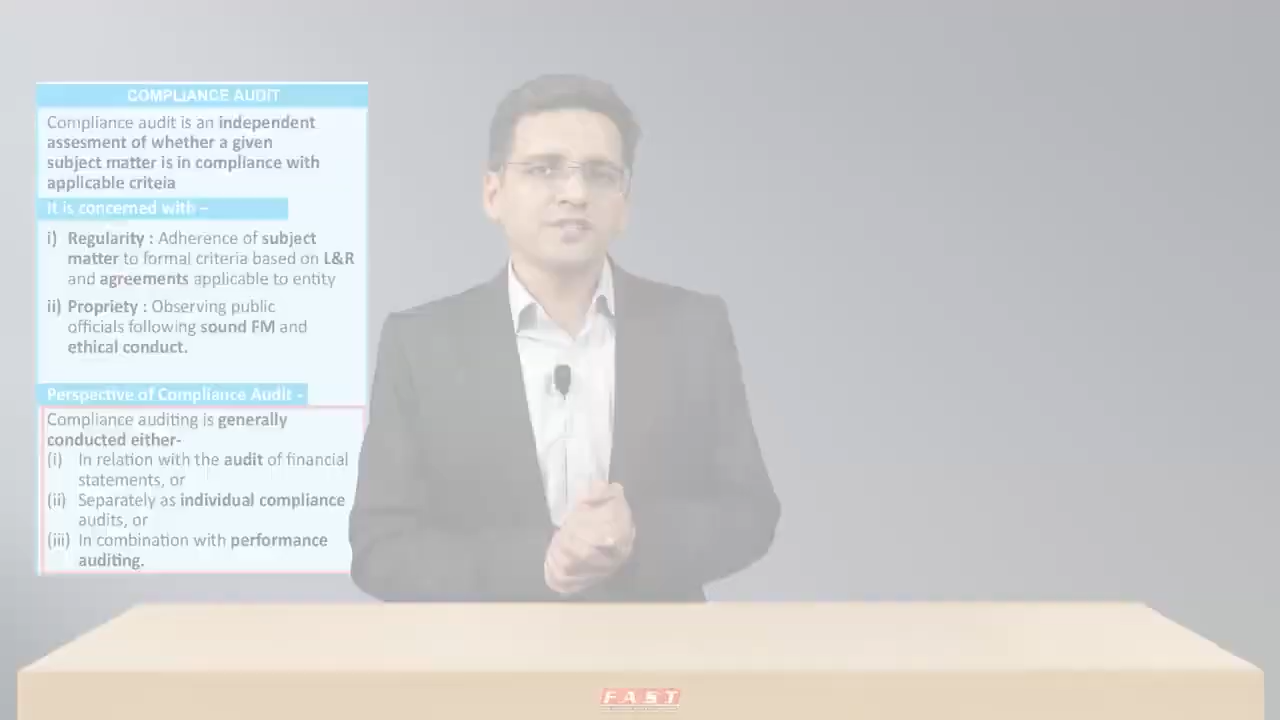 COMPLIANCE AUDIT
Compliance audit is an independent
assesment of whether a given
subject matter is in compliance with
applicable criteia
It is concerned with –
i) Regularity : Adherence of subject
matter to formal criteria based on L&R
and agreements applicable to entity
ii) Propriety : Observing public
officials following sound FM and
ethical conduct.
Perspective of Compliance Audit -
Compliance auditing is generally
conducted either-
(i) In relation with the audit of financial
statements, or
(ii) Separately as individual compliance
audits, or
(iii) In combination with performance
auditing.
FAST